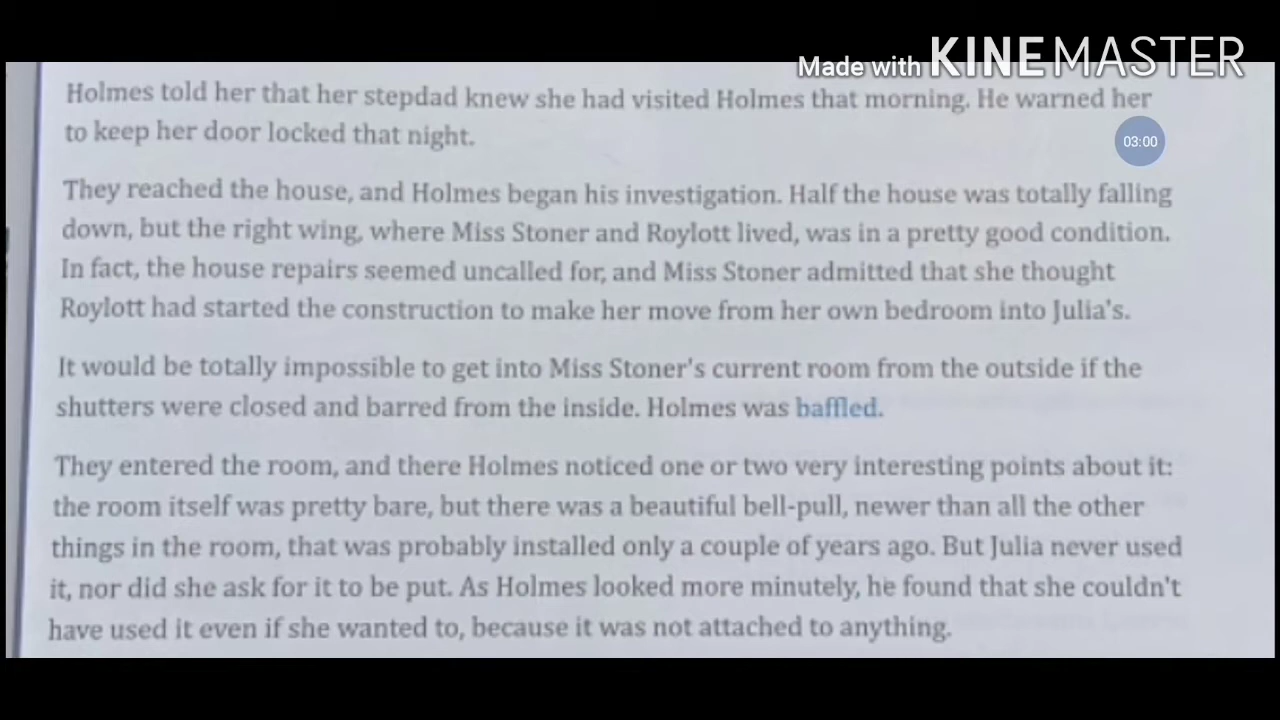 Made with KINEMASTER
Holmes told her that her stepdad knew she had visited Holmes that morning. He warned her
to keep her door locked that night.
03:00
They reached the house, and Holmes began his investigation. Half the house was totally falling
down, but the right wing, where Miss Stoner and Roylott lived, was in a pretty good condition.
In fact, the house repairs seemed uncalled for, and Miss Stoner admitted that she thought
Roylott had started the construction to make her move from her own bedroom into Julia's.
It would be totally impossible to get into Miss Stoner's current room from the outside if the
shutters were closed and barred from the inside. Holmes was baffled.
They entered the room, and there Holmes noticed one or two very interesting points about it:
the room itself was pretty bare, but there was a beautiful bell-pull, newer than all the other
things in the room, that was probably installed only a couple of years ago. But Julia never used
it, nor did she ask for it to be put. As Holmes looked more minutely, he found that she couldn't
have used it even if she wanted to, because it was not attached to anything.